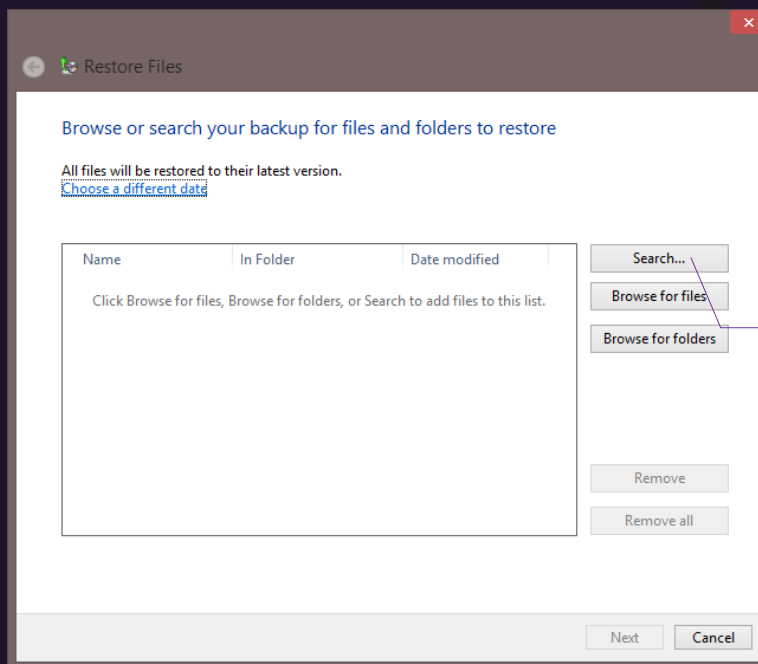 Restore Files
Browse or search your backup for files and folders to restore
All files will be restored to their latest version.
Choose a different date
Name In Folder Date modified
Click Browse for files, Browse for folders, or Search to add files to this list.
Search...
Browse for files
Browse for folders
Remove
Remove all
Next Cancel